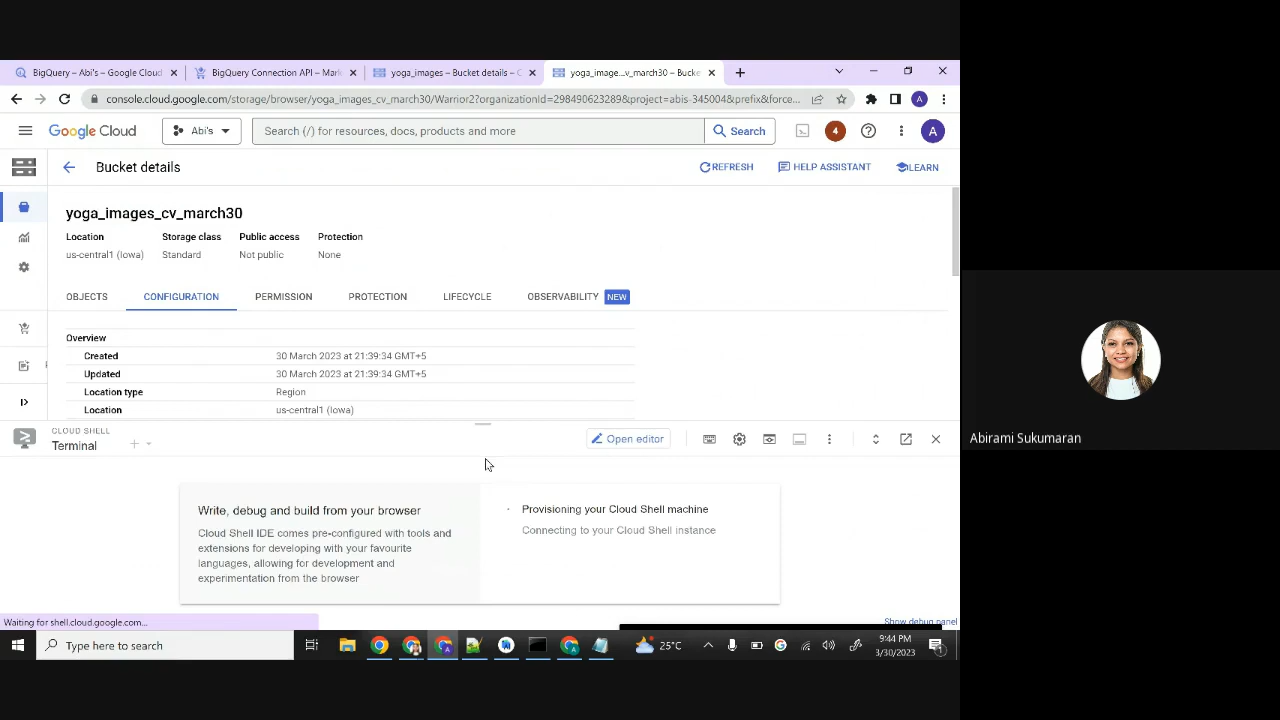 BigQuery – Abi's – Google Cloud
BigQuery Connection API – Mark
yoga_images – Bucket details – C
yoga_image...v_march30 – Bucke
console.cloud.google.com/storage/browser/yoga_images_cv_march30/Warrior2?organizationId=298490623289&project=abis-345004&prefix&force...
A
Google Cloud
Abi's
Search (/) for resources, docs, products and more
Search
4
A
Bucket details
REFRESH
HELP ASSISTANT
LEARN
yoga_images_cv_march30
Location
Storage class
Public access
Protection
us-central1 (Iowa)
Standard
Not public
None
OBJECTS
CONFIGURATION
PERMISSION
PROTECTION
LIFECYCLE
OBSERVABILITY
NEW
Overview
Created
30 March 2023 at 21:39:34 GMT+5
Updated
30 March 2023 at 21:39:34 GMT+5
Location type
Region
Location
us-central1 (Iowa)
CLOUD SHELL
Terminal
Open editor
Write, debug and build from your browser
Cloud Shell IDE comes pre-configured with tools and
extensions for developing with your favourite
languages, allowing for development and
experimentation from the browser
Provisioning your Cloud Shell machine
Connecting to your Cloud Shell instance
Waiting for shell.cloud.google.com...
Show debug panel
Type here to search
25°C
9:44 PM
3/30/2023
1
Abirami Sukumaran